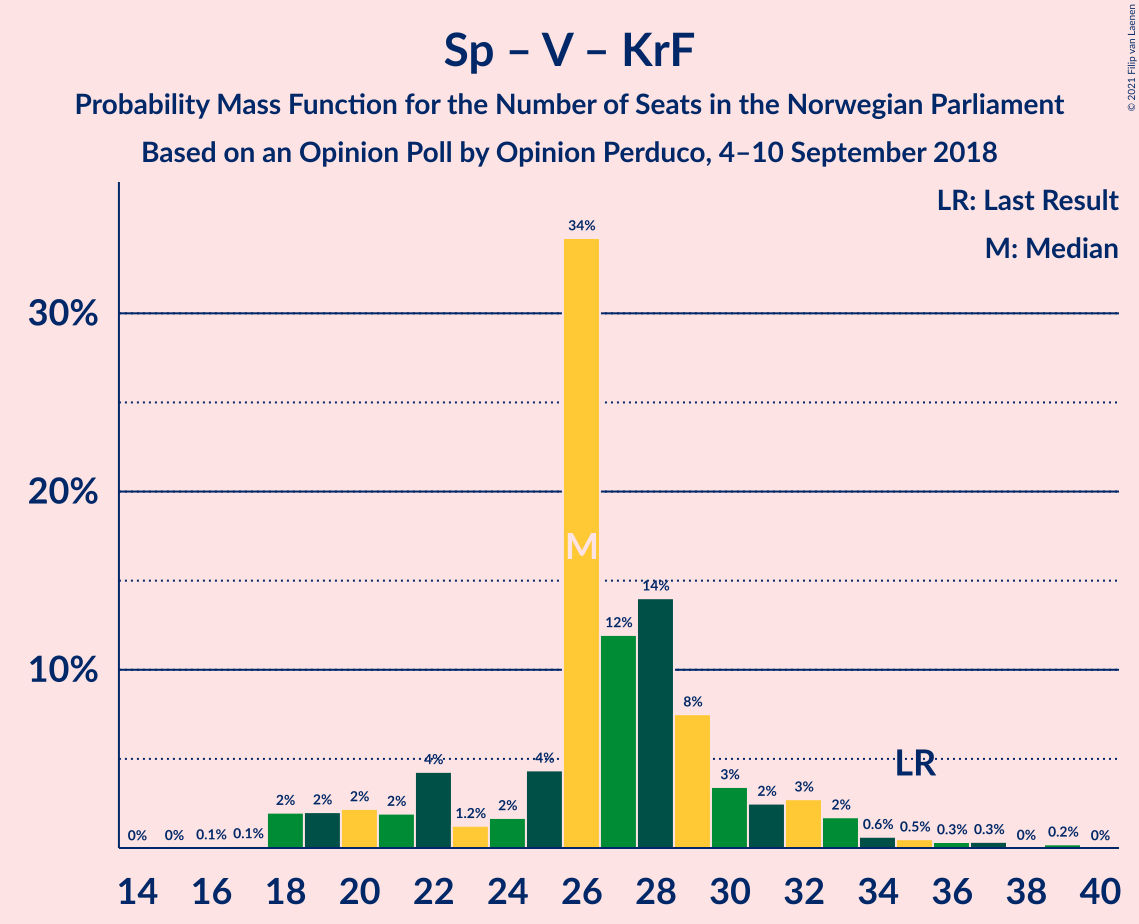 Sp – V – KrF
Probability Mass Function for the Number of Seats in the Norwegian Parliament
Based on an Opinion Poll by Opinion Perduco, 4–10 September 2018
© 2021 Filip van Laenen
LR: Last Result
M: Median
30%
20%
10%
0% 0% 0.1% 0.1% 2% 2% 2% 2% 4% 1.2% 2% 4% 34% 12% 14% 8% 3% 2% 3% 2% 0.6% 0.5% 0.3% 0.3% 0% 0.2% 0%
M
LR
14 16 18 20 22 24 26 28 30 32 34 36 38 40